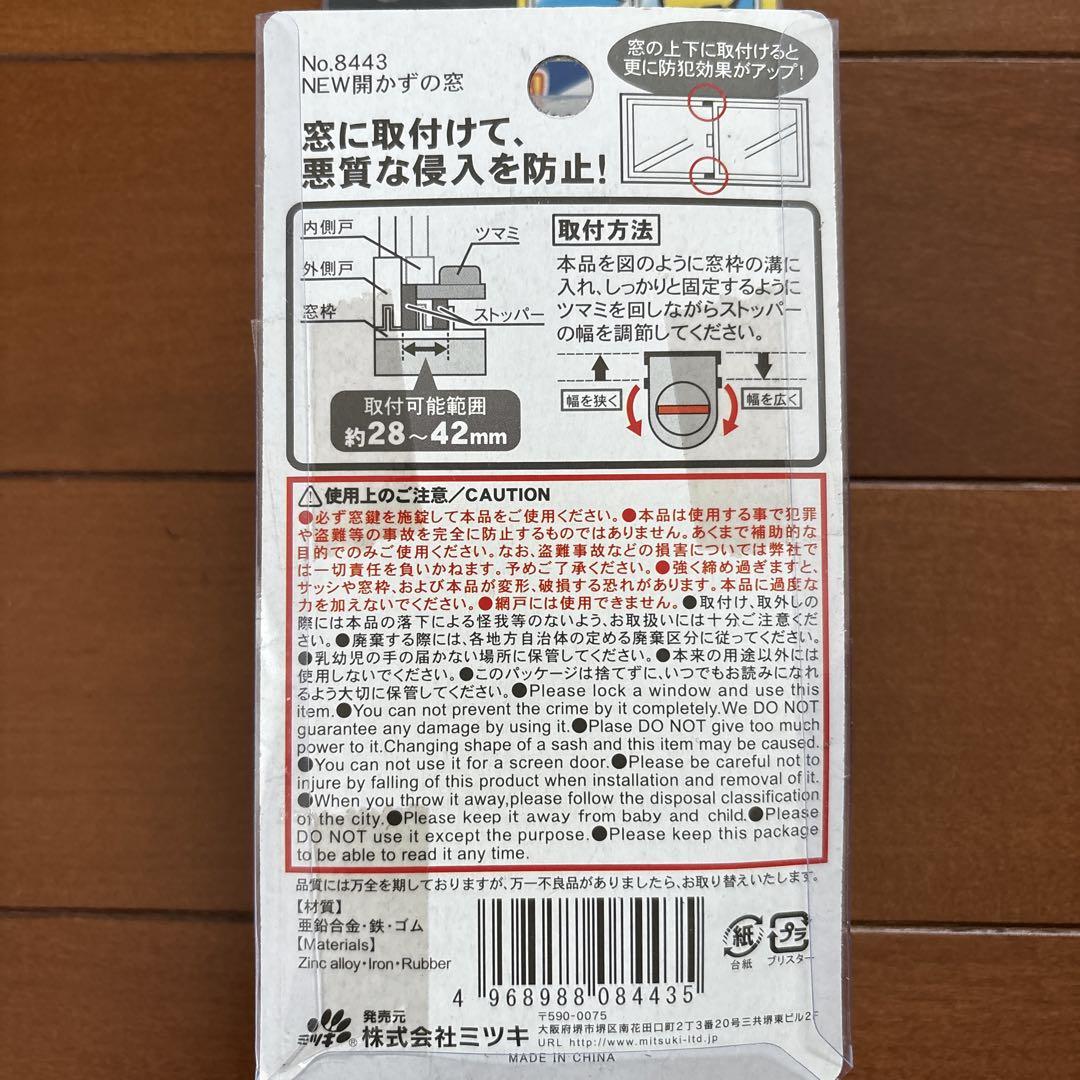 No.8443
NEW開かずの窓
窓の上下に取付けると
更に防犯効果がアップ!
窓に取付けて、
悪質な侵入を防止!
内側戸
外側戸
窓枠
ツマミ
ストッパー
取付可能範囲
約28～42mm
取付方法
本品を図のように窓枠の溝に
入れ、しっかりと固定するように
ツマミを回しながらストッパー
の幅を調節してください。
幅を狭く
幅を広く
使用上のご注意/CAUTION
●必ず窓鍵を施錠して本品をご使用ください。●本品は使用する事で犯罪
や盗難等の事故を完全に防止するものではありません。あくまで補助的な
目的でのみご使用ください。なお、盗難事故などの損害については弊社で
は一切責任を負いかねます。予めご了承ください。●強く締め過ぎますと、
サッシや窓枠、および本品が変形、破損する恐れがあります。本品に過度な
力を加えないでください。●網戸には使用できません。●取付け、取外しの
際には本品の落下による怪我等のないよう、お取扱いには十分ご注意くだ
さい。●廃棄する際には、各地方自治体の定める廃棄区分に従ってください。
●乳幼児の手の届かない場所に保管してください。●本来の用途以外には
使用しないでください。●このパッケージは捨てずに、いつでもお読みになれ
るよう大切に保管してください。●Please lock a window and use this
item.●You can not prevent the crime by it completely.We DO NOT
guarantee any damage by using it.●Plase DO NOT give too much
power to it.Changing shape of a sash and this item may be caused.
●You can not use it for a screen door.●Please be careful not to
injure by falling of this product when installation and removal of it.
●When you throw it away,please follow the disposal classification
of the city.●Please keep it away from baby and child.●Please
DO NOT use it except the purpose.●Please keep this package
to be able to read it any time.
品質には万全を期しておりますが、万一不良品がありましたら、お取り替えいたします。
【材質】
亜鉛合金・鉄・ゴム
【Materials】
Zinc alloy・Iron・Rubber
4 968988 084435
紙
台紙
プラ
ブリスター
ミツキ®
発売元
株式会社ミツキ
〒590-0075
大阪府堺市堺区南花田口町2丁3番20号三共堺東ビル2F
URL http://www.mitsuki-ltd.jp
MADE IN CHINA